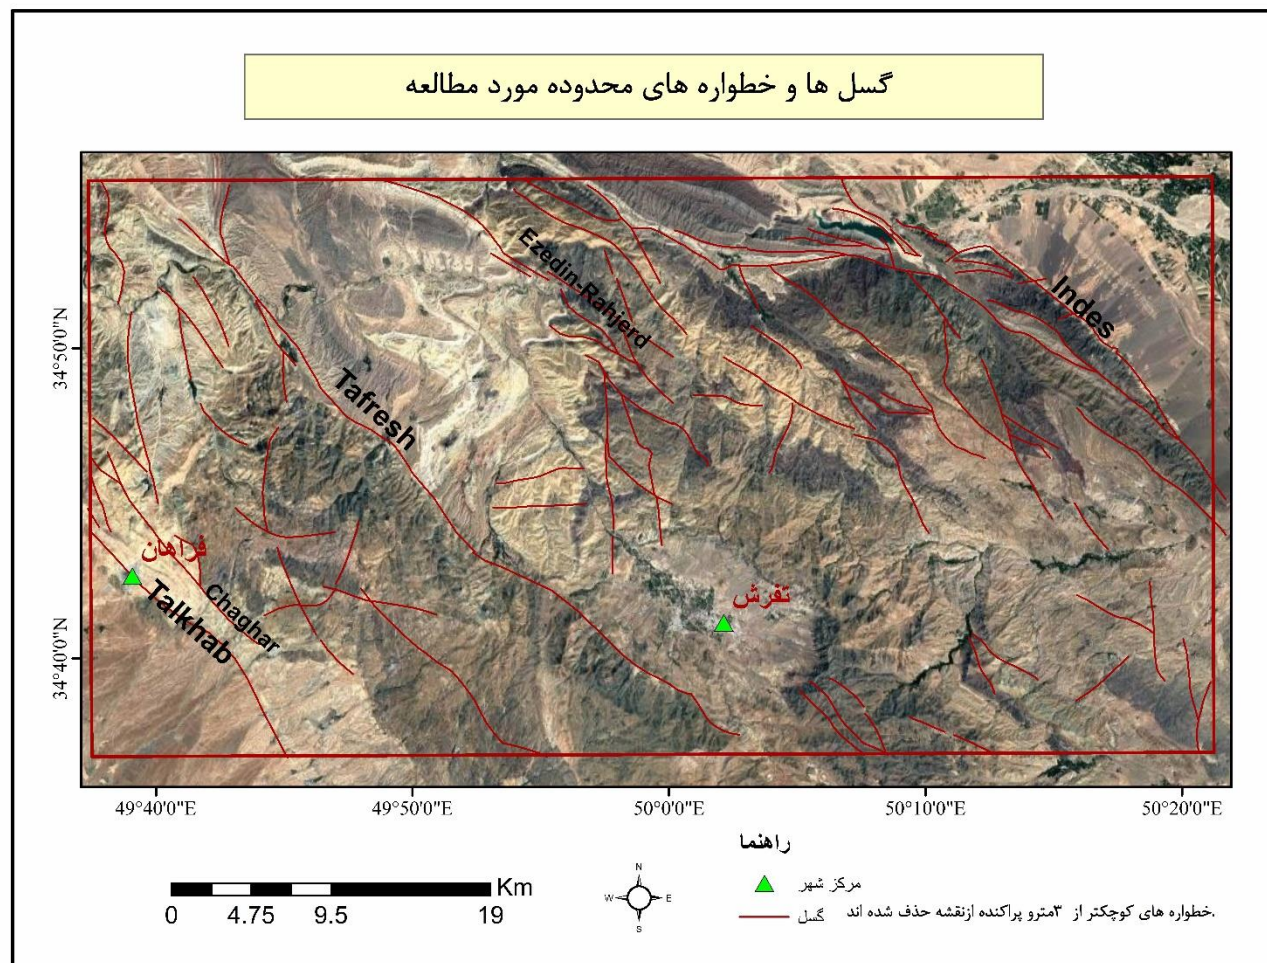 گسل ها و خطواره های محدوده مورد مطالعه
Ezedin-Rahjerd
Indes
Tafresh
فراهان
Chaghar
Talkhab
تفرش
34°50'0"N
34°40'0"N
49°40'0"E 49°50'0"E 50°0'0"E 50°10'0"E 50°20'0"E
راهنما
مرکز شهر
گسل
خطواره های کوچکتر از ۳مترو پراکنده ازنقشه حذف شده اند.
Km
0 4.75 9.5 19
N
W E
S